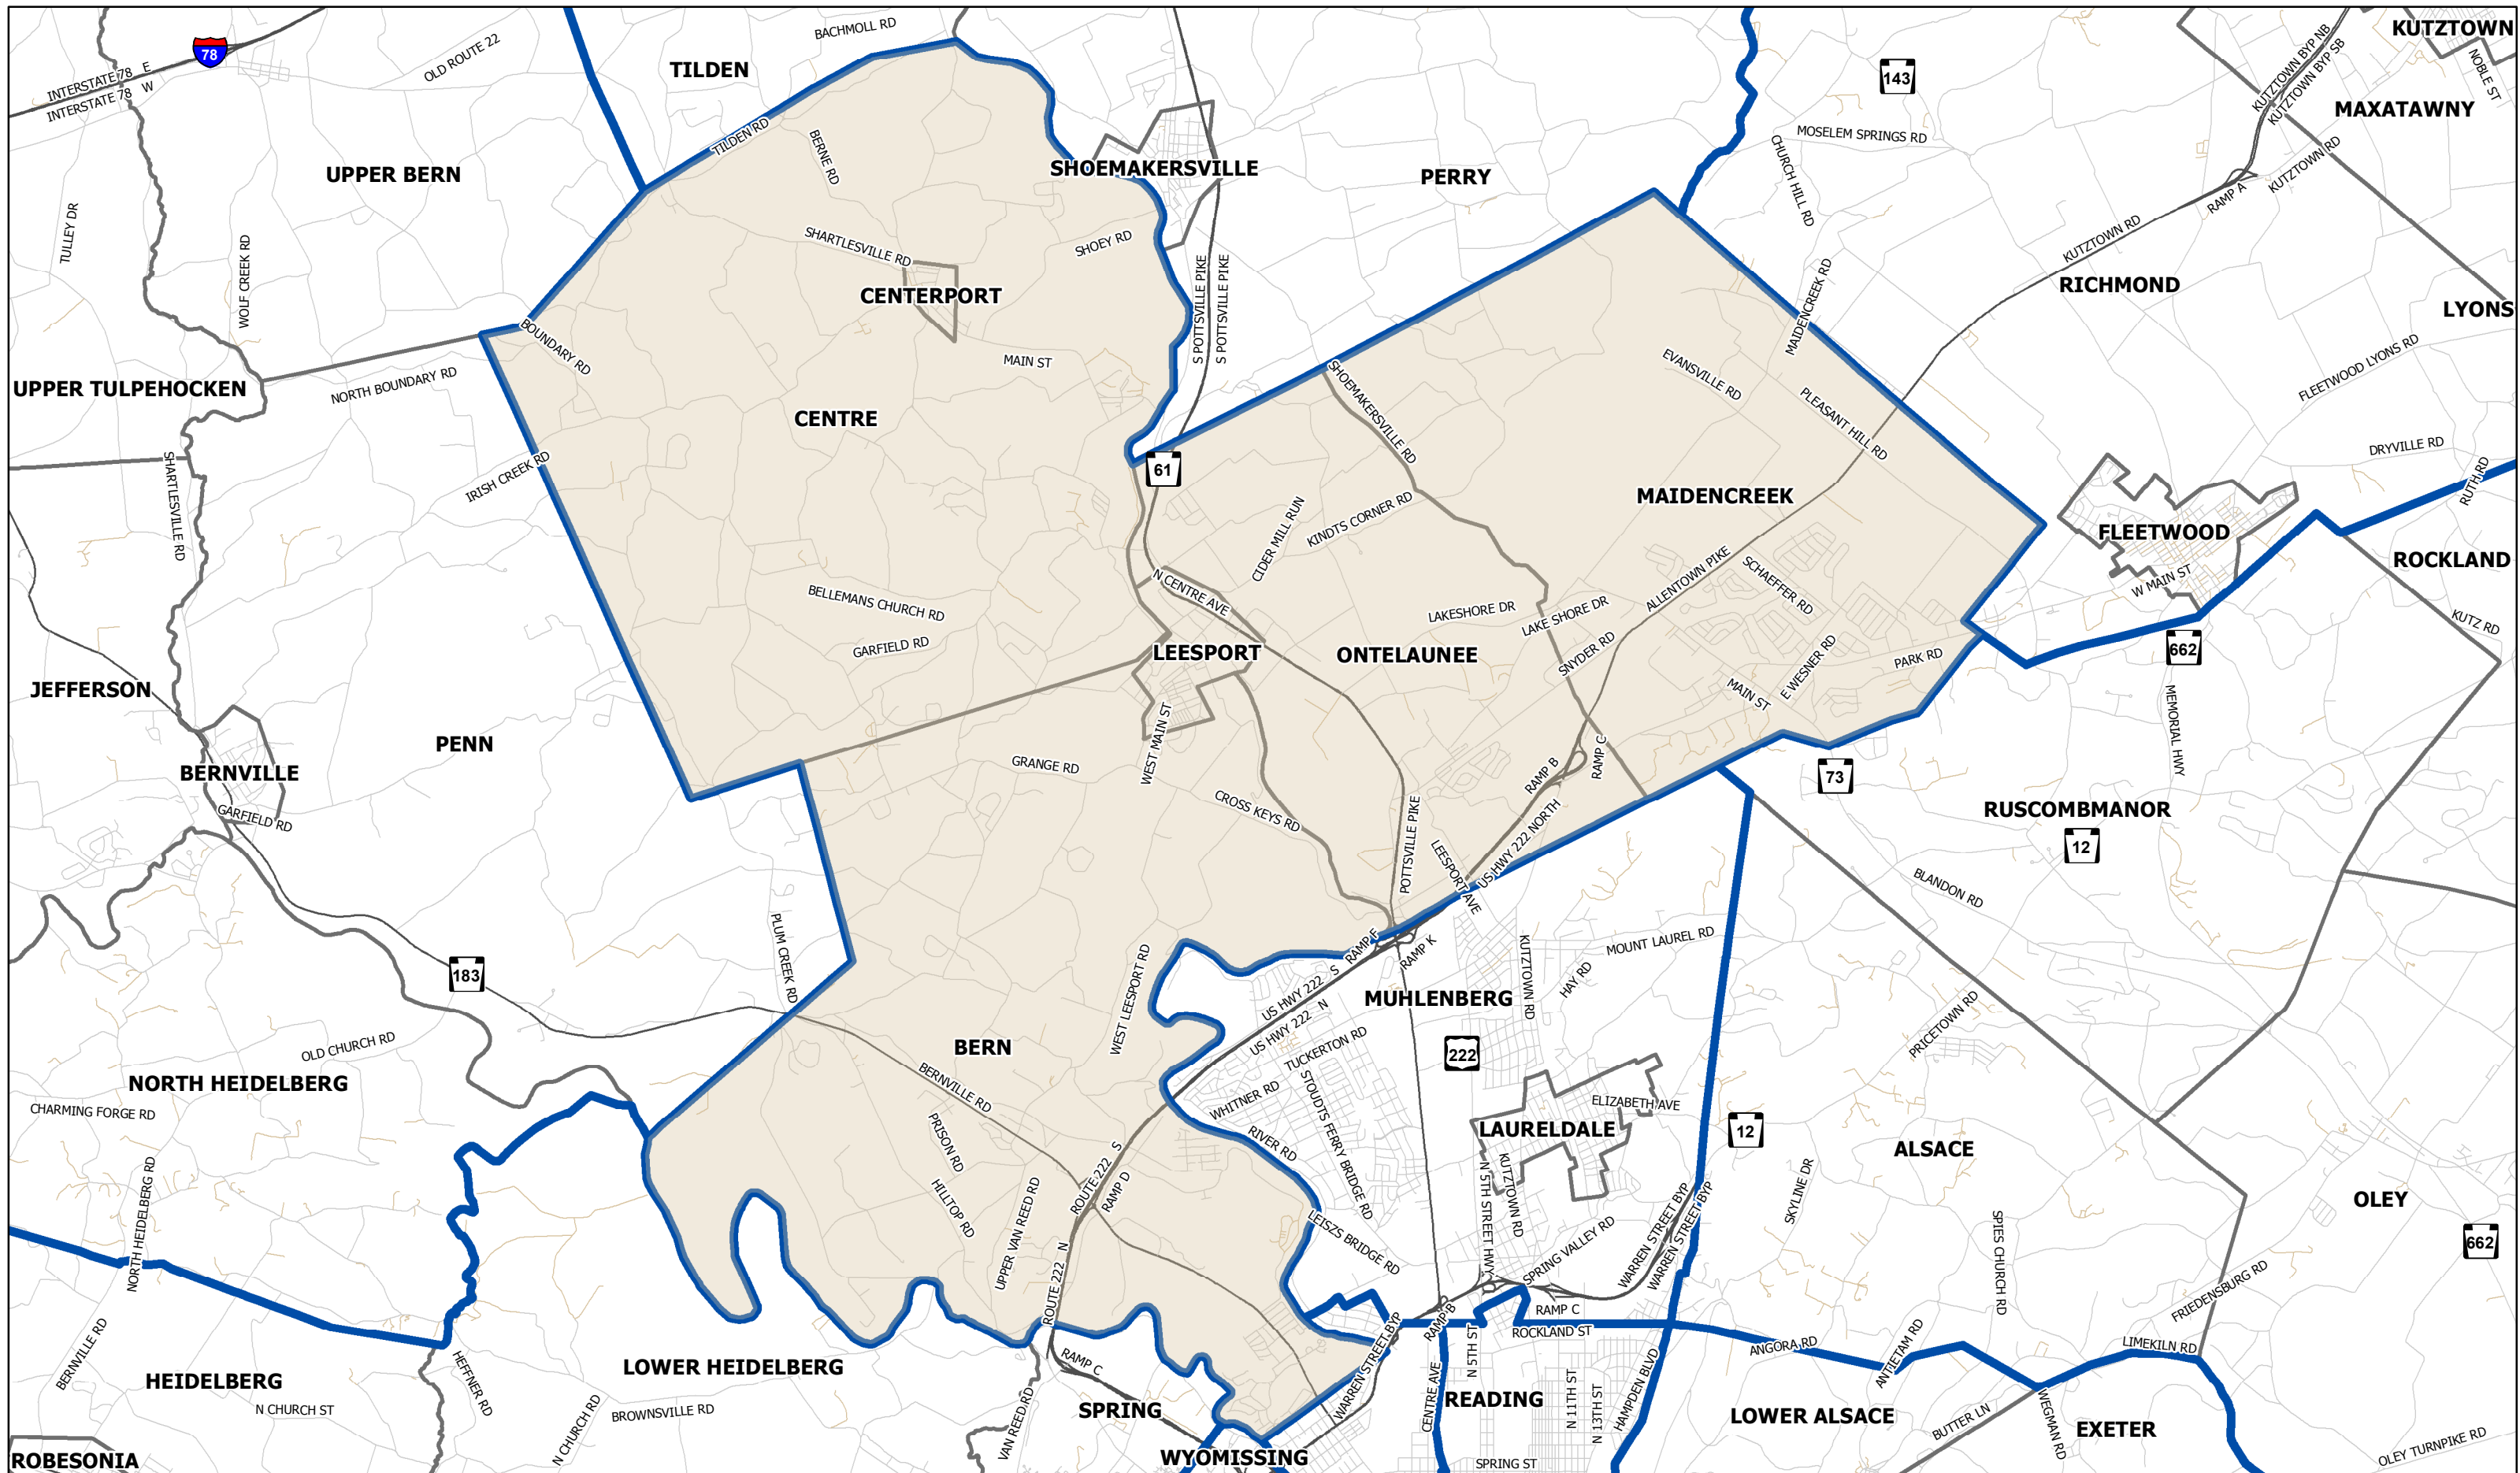 BACHMOLL RD
KUTZTOWN
78
OLD ROUTE 22
TILDEN
INTERSTATE 78 E
INTERSTATE 78 W
143
KUTZTOWN BYP NB
KUTZTOWN BYP SB
NOBLE ST
MAXATAWNY
TILDEN RD
BERNE RD
MOSELEM SPRINGS RD
CHURCH HILL RD
KUTZTOWN RD
RAMP A
UPPER BERN
SHOEMAKERSVILLE
PERRY
TULLEY DR
WOLF CREEK RD
SHARTLESVILLE RD
SHOEY RD
S POTTSVILLE PIKE
S POTTSVILLE PIKE
KUTZTOWN RD
RICHMOND
CENTERPORT
MAIDENCREEK RD
LYONS
BOUNDARY RD
MAIN ST
EVANSVILLE RD
FLEETWOOD LYONS RD
UPPER TULPEHOCKEN
NORTH BOUNDARY RD
SHOEMAKERSVILLE RD
PLEASANT HILL RD
CENTRE
DRYVILLE RD
RUTH RD
SHARTLESVILLE RD
IRISH CREEK RD
61
MAIDENCREEK
CIDER MILL RUN
KINDTS CORNER RD
FLEETWOOD
ROCKLAND
W MAIN ST
N CENTRE AVE
BELLEMANS CHURCH RD
GARFIELD RD
LAKESHORE DR
LAKE SHORE DR
ALLENTOWN PIKE
SCHAEFFER RD
KUTZ RD
LEESPORT
ONTELAUNEE
SNYDER RD
E WESNER RD
PARK RD
662
JEFFERSON
MAIN ST
MEMORIAL HWY
PENN
WEST MAIN ST
BERNVILLE
GRANGE RD
RAMP B
RAMP C
73
GARFIELD RD
CROSS KEYS RD
POTTSVILLE PIKE
US HWY 222 NORTH
RUSCOMBMANOR
12
LEESPORT AVE
BLANDON RD
PLUM CREEK RD
WEST LEESPORT RD
RAMP F
RAMP K
KUTZTOWN RD
MOUNT LAUREL RD
HAY RD
183
US HWY 222 S
US HWY 222 N
MUHLENBERG
PRICETOWN RD
OLD CHURCH RD
BERN
TUCKERTON RD
222
NORTH HEIDELBERG
BERNVILLE RD
WHITNER RD
STOUDTS FERRY BRIDGE RD
CHARMING FORGE RD
ELIZABETH AVE
PRISON RD
RIVER RD
LAURELDALE
12
ALSACE
NORTH HEIDELBERG RD
HILLTOP RD
UPPER VAN REED RD
ROUTE 222 S
RAMP D
N 5TH STREET HWY
KUTZTOWN RD
SKYLINE DR
OLEY
LEISZS BRIDGE RD
SPRING VALLEY RD
WARREN STREET BYP
WARREN STREET BYP
SPIES CHURCH RD
662
ROUTE 222 N
FRIEDENSBURG RD
RAMP B
RAMP C
ROCKLAND ST
BERNVILLE RD
HEFFNER RD
LOWER HEIDELBERG
RAMP C
WARREN STREET BYP
N 5TH ST
ANGORA RD
ANTIETAM RD
LIMEKILN RD
HEIDELBERG
N CHURCH ST
N CHURCH RD
BROWNSVILLE RD
VAN REED RD
SPRING
CENTRE AVE
READING
N 11TH ST
N 13TH ST
HAMPDEN BLVD
LOWER ALSACE
BUTTER LN
WEGMAN RD
EXETER
ROBESONIA
WYOMISSING
SPRING ST
OLEY TURNPIKE RD